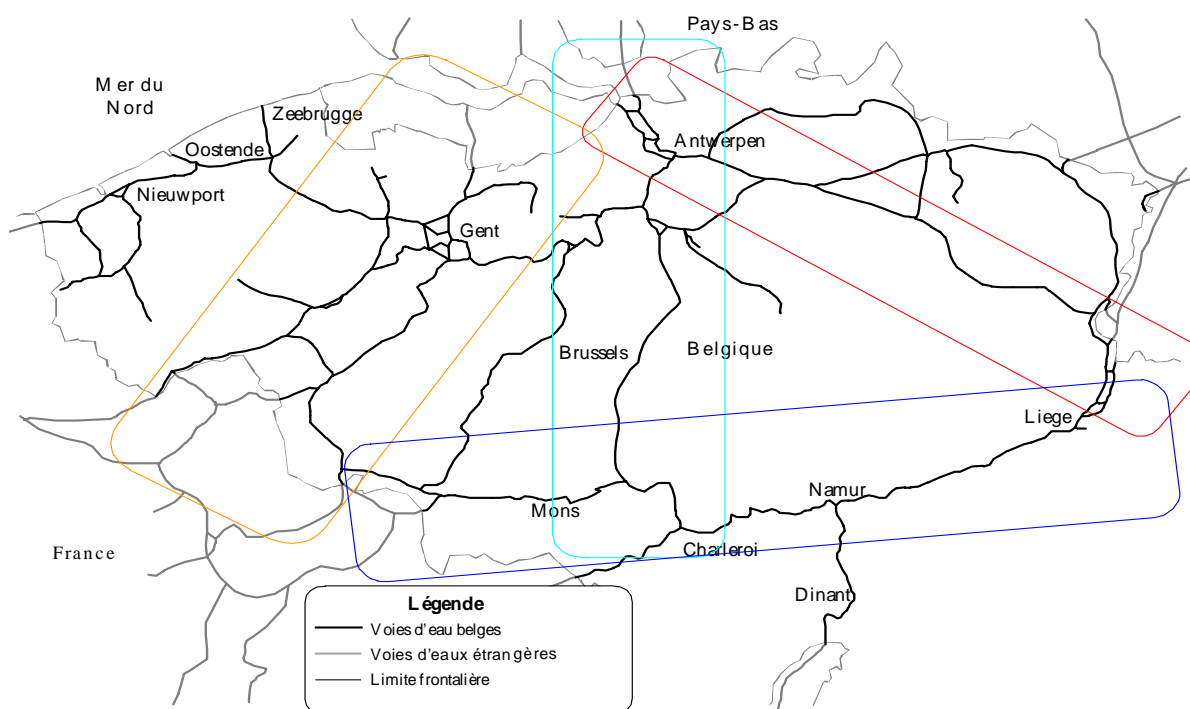 Pays-Bas
Mer du
Nord
Zeebrugge
Antwerpen
Oostende
Nieuwport
Gent
Brussels
Belgique
Liege
Namur
Mons
Charleroi
France
Dinant
Légende
Voies d'eau belges
Voies d'eaux étrangères
Limite frontalière